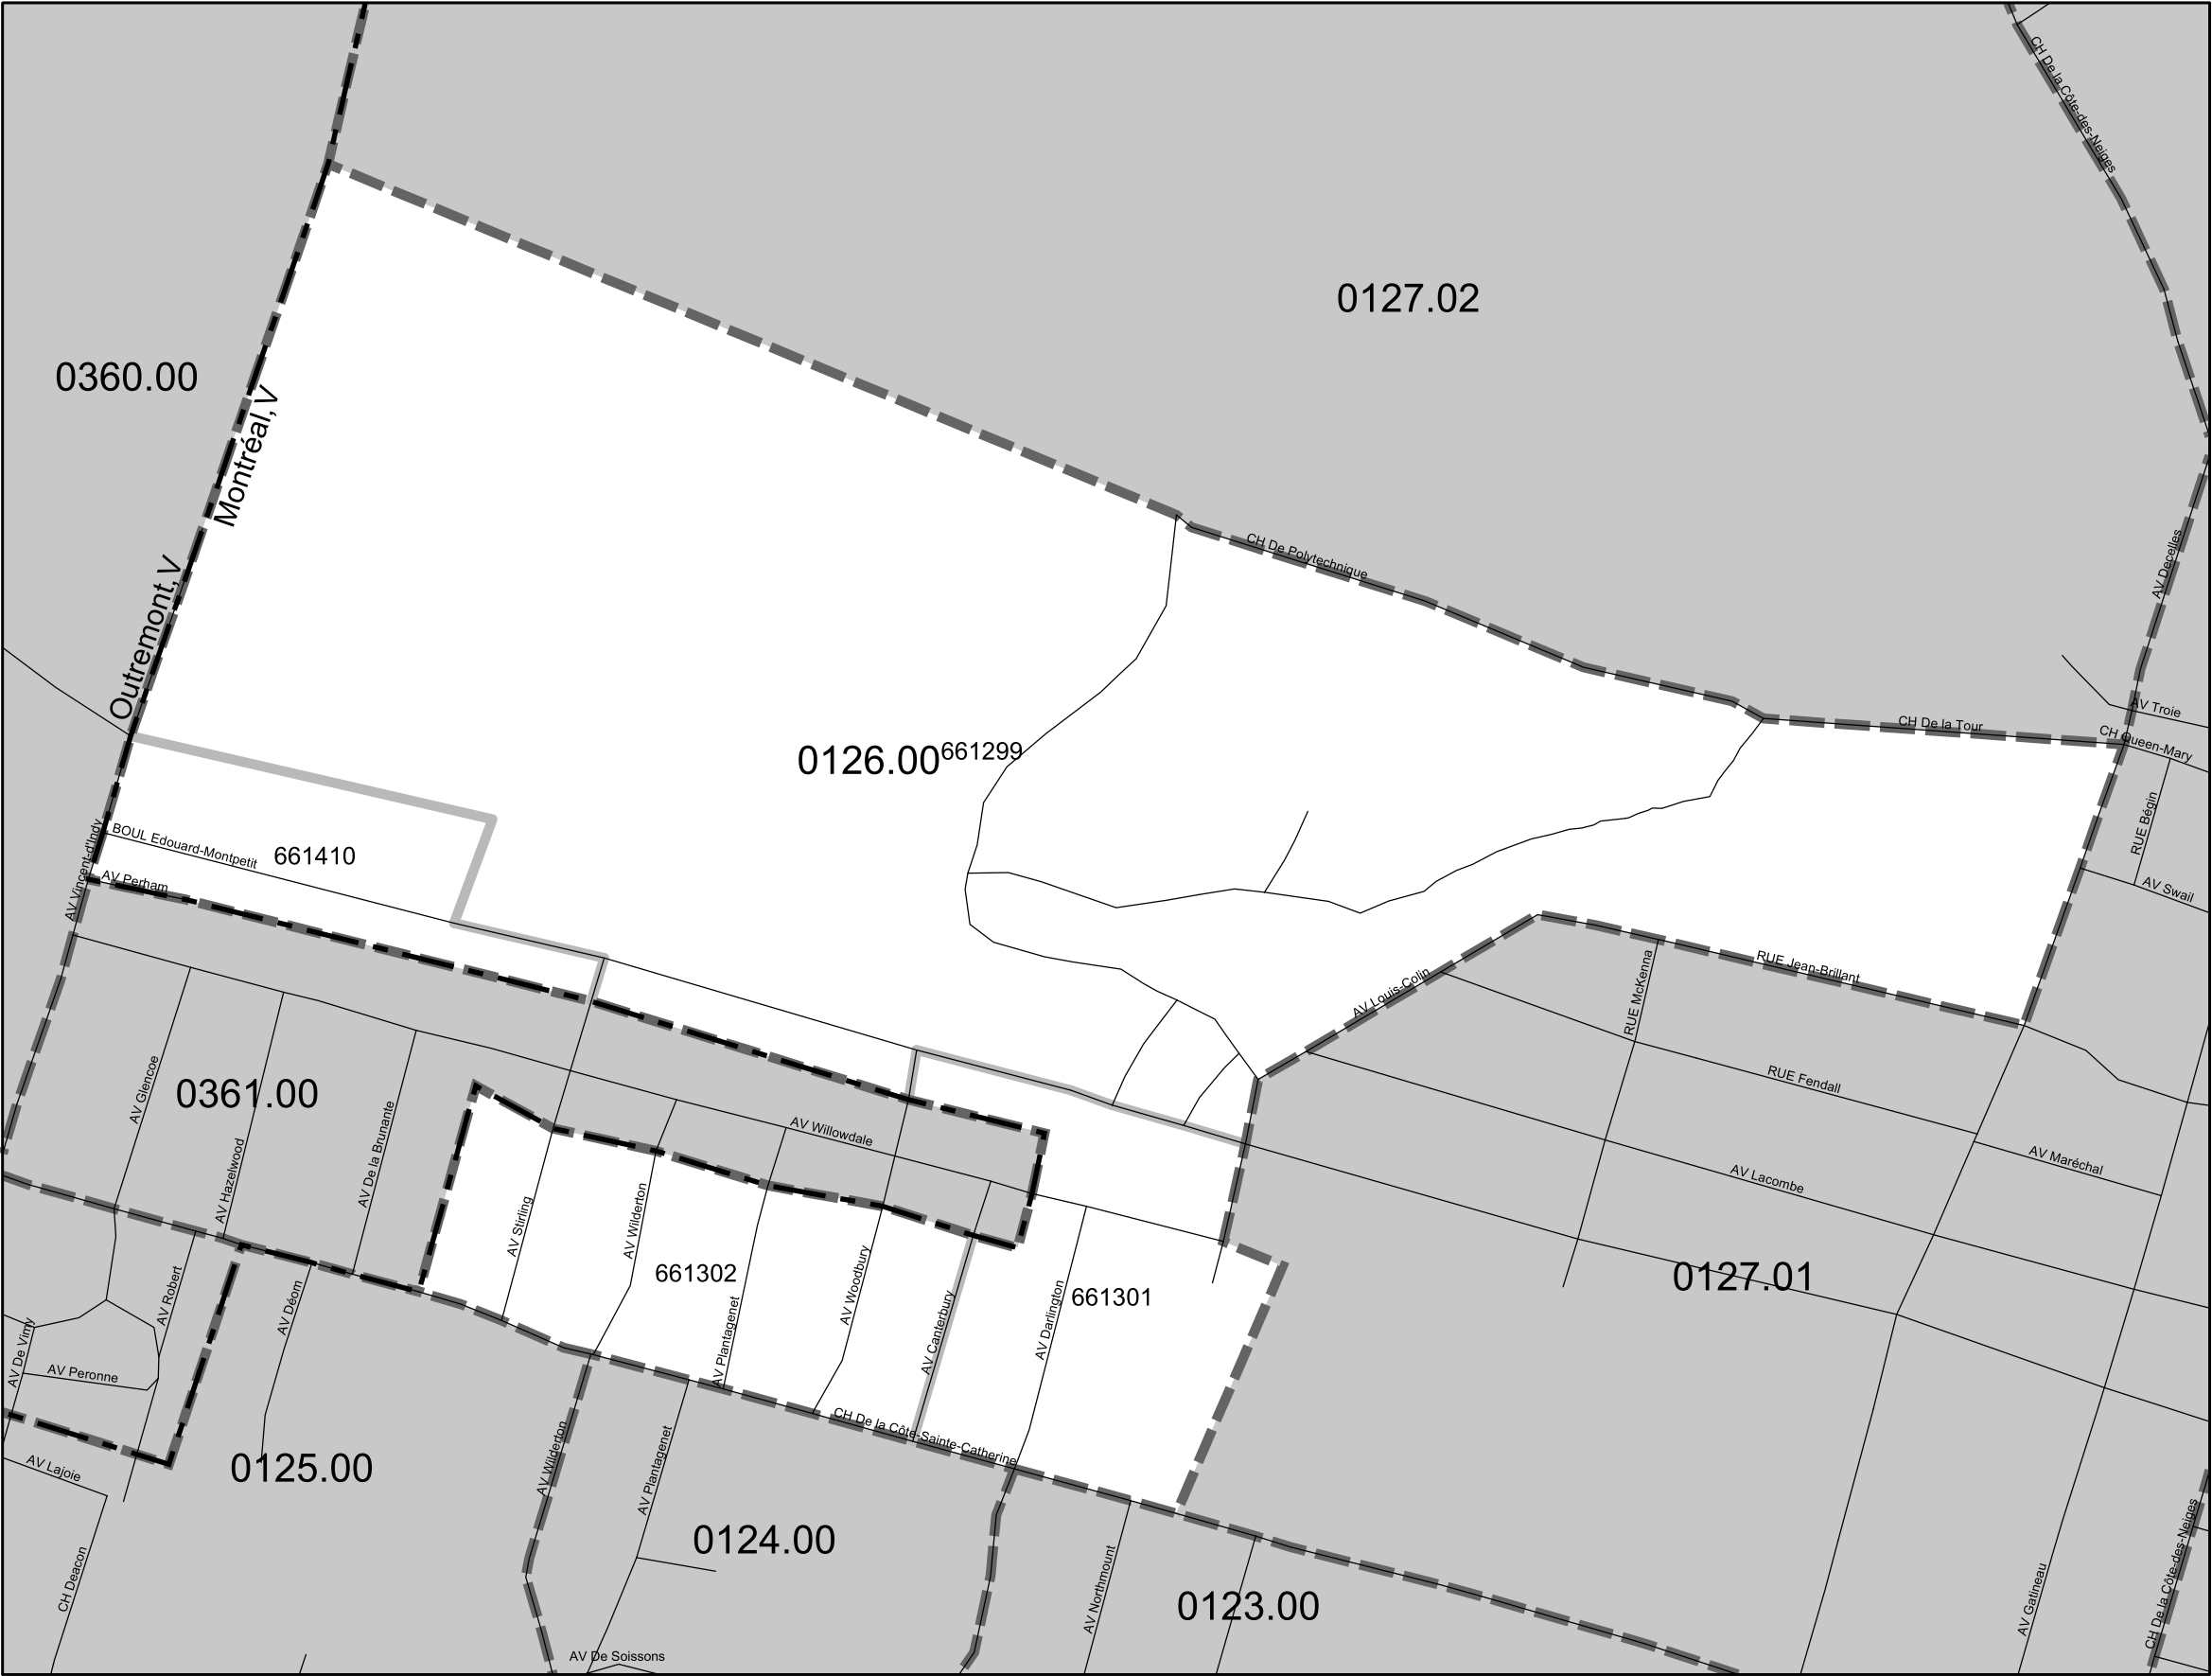 CH De la Côte-des-Neiges
0127.02
0360.00
Montréal,V
Outremont,V
CH De Polytechnique
AV Decelles
AV Troie
CH De la Tour
CH Queen-Mary
0126.00
661299
RUE Bégin
AV Swail
BOUL Edouard-Montpetit
661410
AV Vincent-d'Indy
AV Perham
AV Louis-Colin
RUE McKenna
RUE Jean-Brillant
RUE Fendall
AV Glencoe
0361.00
AV Hazelwood
AV De la Brunante
AV Willowdale
AV Maréchal
AV Lacombe
AV Stirling
AV Wilderton
661302
AV Plantagenet
AV Woodbury
AV Canterbury
AV Darlington
661301
0127.01
AV Robert
AV Déom
AV De Vimy
AV Peronne
CH De la Côte-Sainte-Catherine
AV Lajoie
0125.00
AV Wilderton
AV Plantagenet
0124.00
CH Deacon
AV Northmount
0123.00
AV Gatineau
CH De la Côte-des-Neiges
AV De Soissons